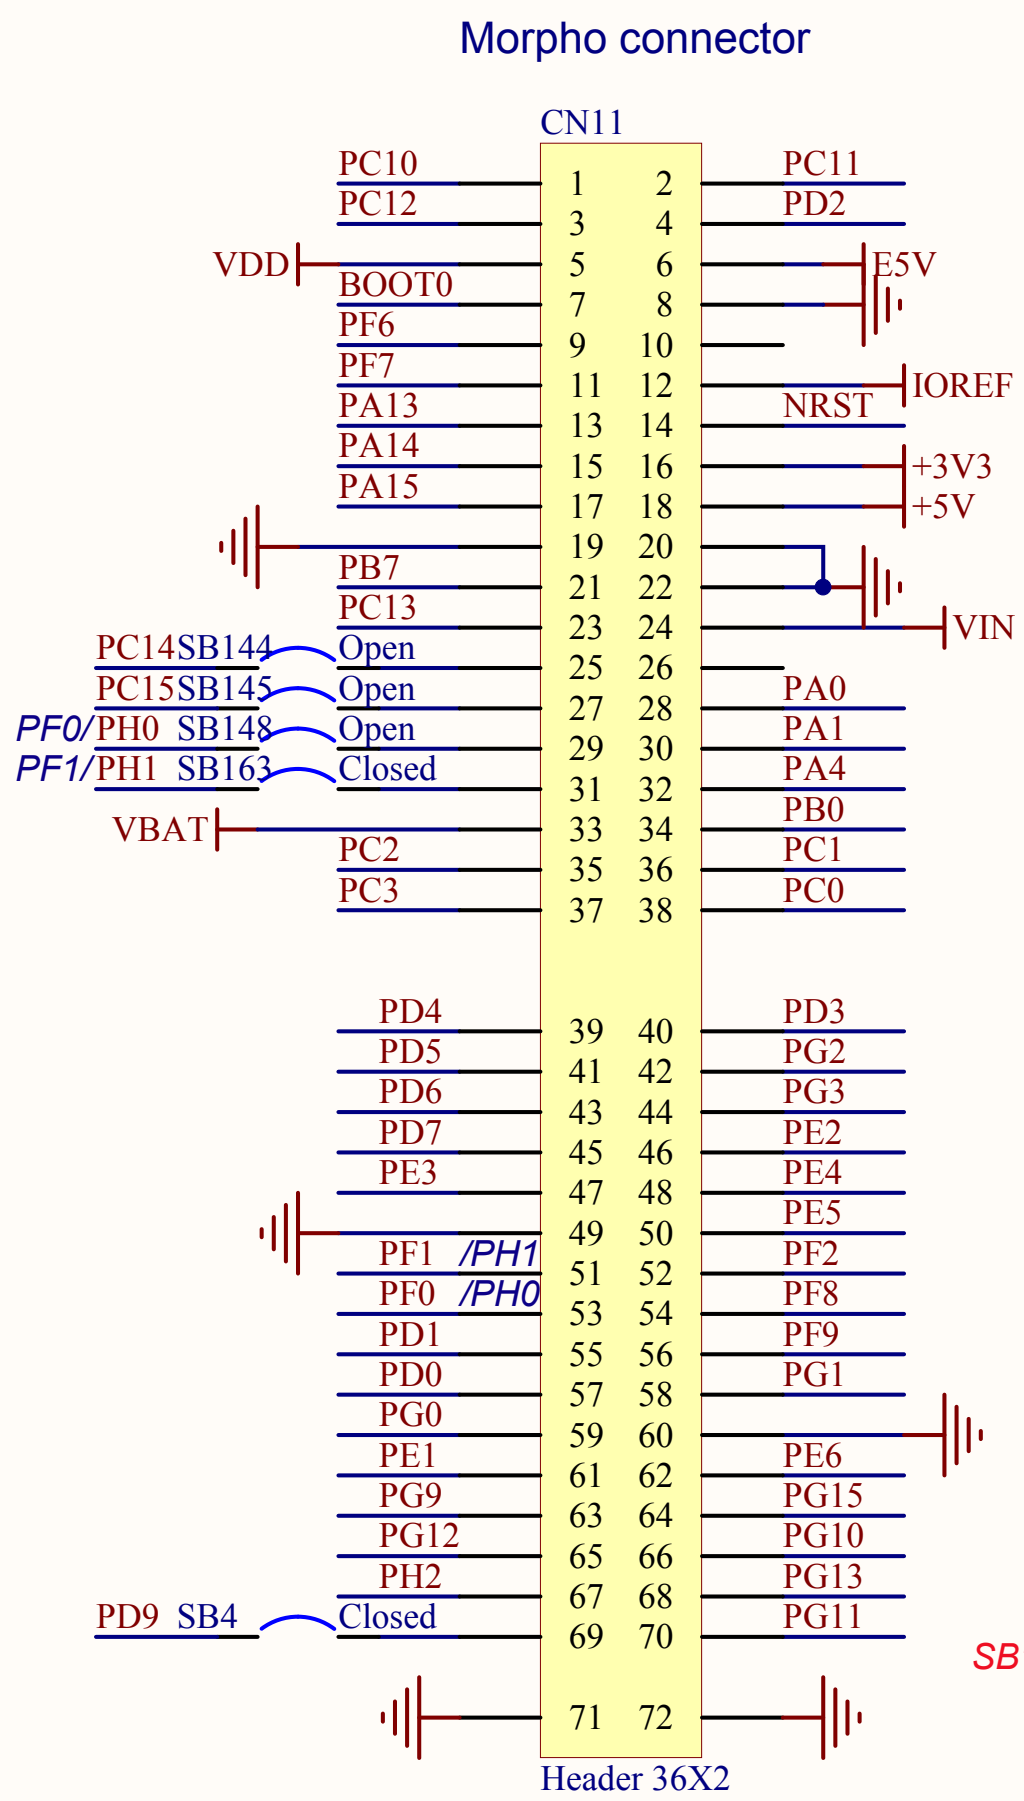 Morpho connector
CN11
PC10 1 2 PC11
PC12 3 4 PD2
VDD 5 6 E5V
BOOT0 7 8
PF6 9 10
PF7 11 12 IOREF
PA13 13 14 NRST
PA14 15 16 +3V3
PA15 17 18 +5V
19 20
PB7 21 22
PC13 23 24 VIN
PC14 SB144 Open 25 26
PC15 SB145 Open 27 28 PA0
PF0/PH0 SB148 Open 29 30 PA1
PF1/PH1 SB163 Closed 31 32 PA4
VBAT 33 34 PB0
PC2 35 36 PC1
PC3 37 38 PC0
PD4 39 40 PD3
PD5 41 42 PG2
PD6 43 44 PG3
PD7 45 46 PE2
PE3 47 48 PE4
49 50 PE5
PF1 /PH1 51 52 PF2
PF0 /PH0 53 54 PF8
PD1 55 56 PF9
PD0 57 58 PG1
PG0 59 60
PE1 61 62 PE6
PG9 63 64 PG15
PG12 65 66 PG10
PH2 67 68 PG13
PD9 SB4 Closed 69 70 PG11
SB
71 72
Header 36X2